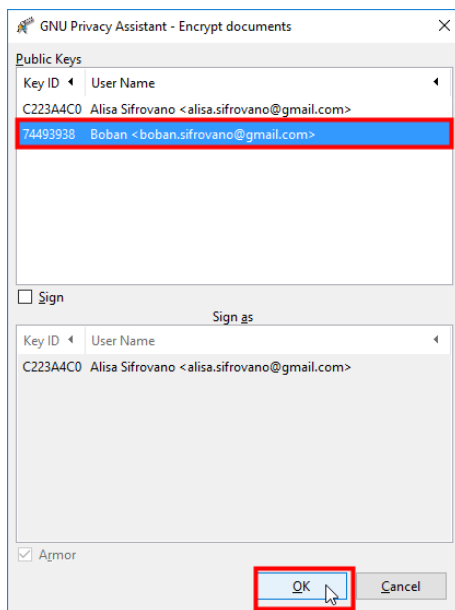 GNU Privacy Assistant - Encrypt documents
Public Keys
Key ID User Name
C223A4C0 Alisa Sifrovano <alisa.sifrovano@gmail.com>
74493938 Boban <boban.sifrovano@gmail.com>
Sign
Sign as
Key ID User Name
C223A4C0 Alisa Sifrovano <alisa.sifrovano@gmail.com>
Armor
OK Cancel